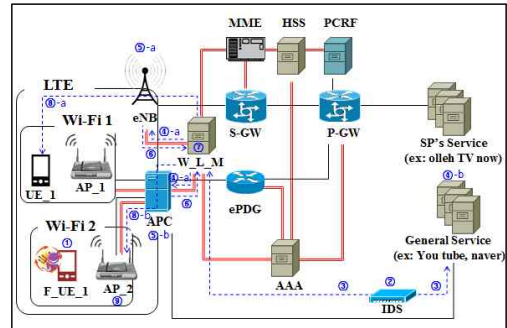 MME HSS PCRF
⑤-a
LTE
⑧-a
eNB
④-a
S-GW
P-GW
SP's Service
(ex: olleh TV now)
Wi-Fi 1
⑥
⑦
UE_1
AP_1
W_L_M
④-a
④-b
APC
ePDG
⑥
Wi-Fi 2
⑧-b
⑤-b
①
General Service
(ex: You tube, naver)
F_UE_1
AP_2
⑨
AAA
③
②
③
IDS